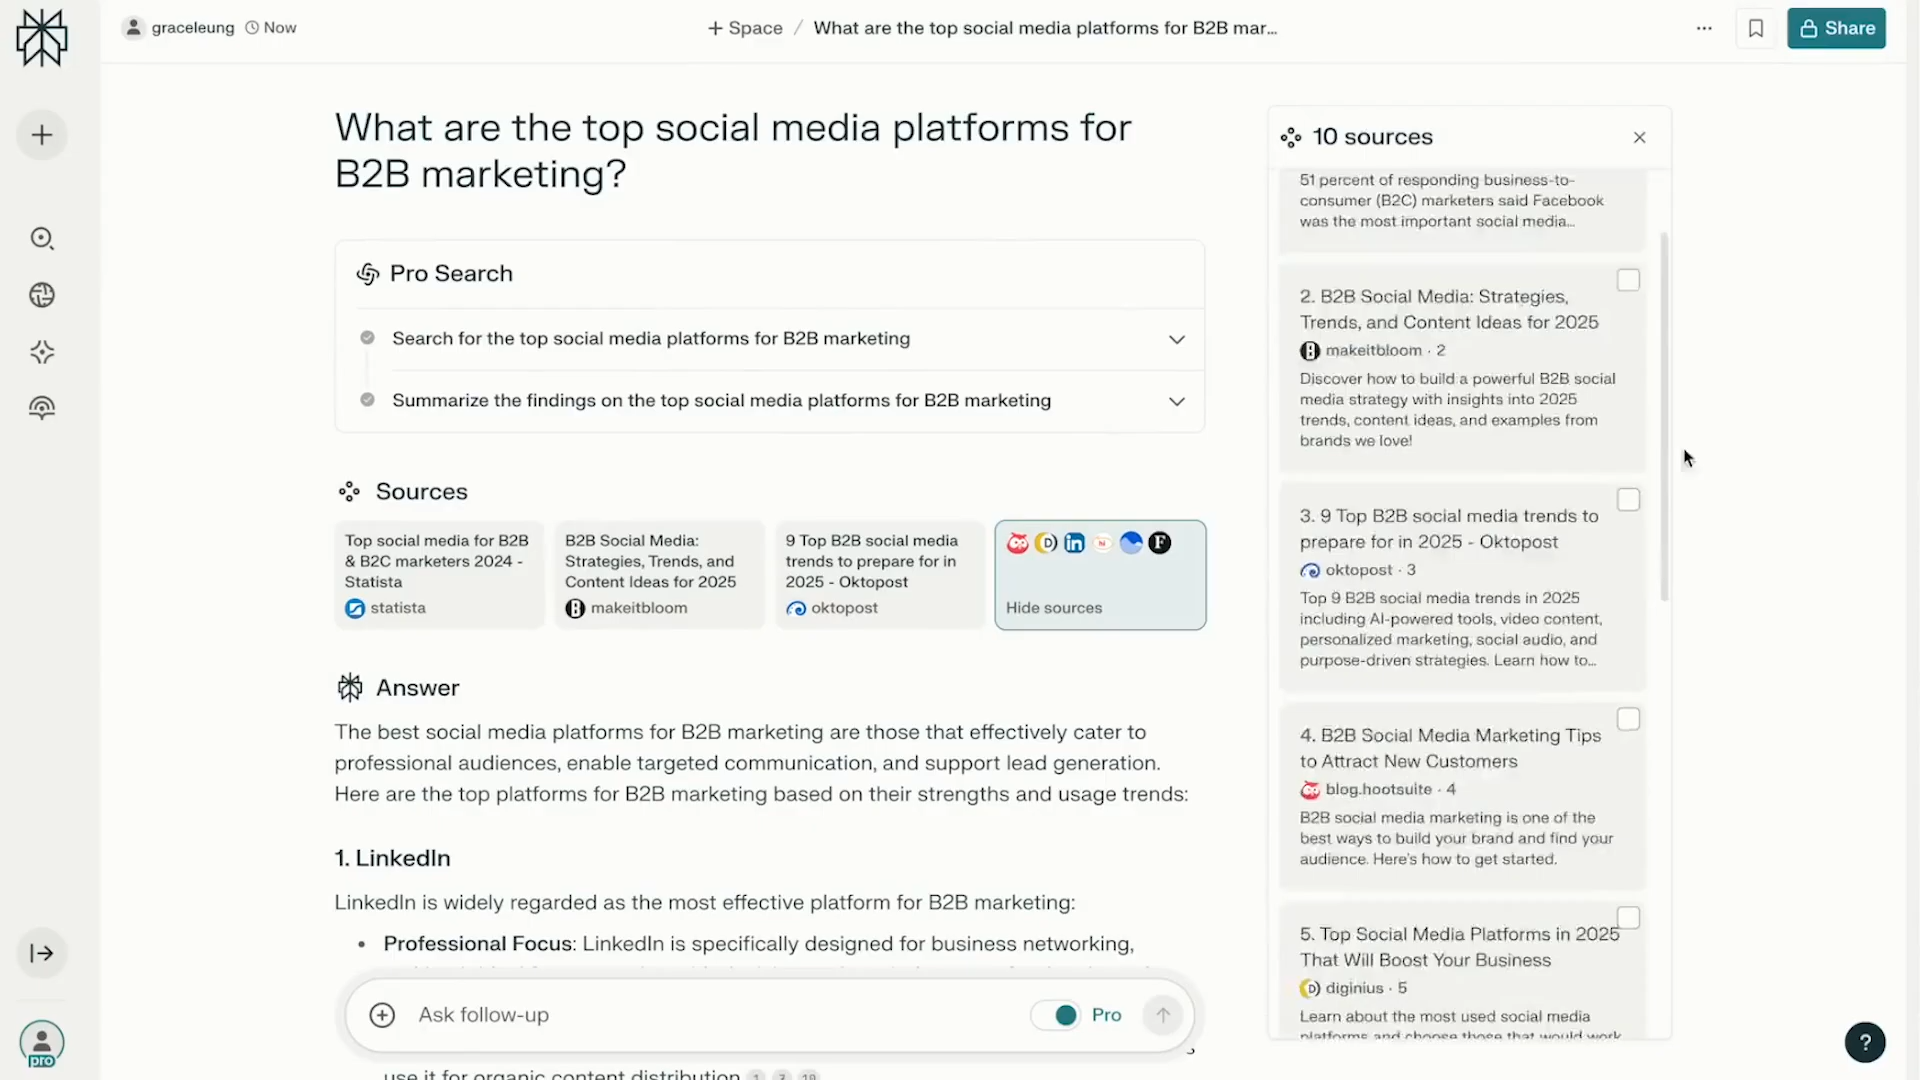 graceleung
Now
+ Space / What are the top social media platforms for B2B mar...
Share
What are the top social media platforms for
B2B marketing?
Pro Search
Search for the top social media platforms for B2B marketing
Summarize the findings on the top social media platforms for B2B marketing
Sources
Top social media for B2B
& B2C marketers 2024 -
Statista
statista
B2B Social Media:
Strategies, Trends, and
Content Ideas for 2025
makeitbloom
9 Top B2B social media
trends to prepare for in
2025 - Oktopost
oktopost
Hide sources
Answer
The best social media platforms for B2B marketing are those that effectively cater to
professional audiences, enable targeted communication, and support lead generation.
Here are the top platforms for B2B marketing based on their strengths and usage trends:
1. LinkedIn
LinkedIn is widely regarded as the most effective platform for B2B marketing:
• Professional Focus: LinkedIn is specifically designed for business networking,
Ask follow-up
Pro
use it for organic content distribution
pro
10 sources
51 percent of responding business-to-
consumer (B2C) marketers said Facebook
was the most important social media...
2. B2B Social Media: Strategies,
Trends, and Content Ideas for 2025
makeitbloom · 2
Discover how to build a powerful B2B social
media strategy with insights into 2025
trends, content ideas, and examples from
brands we love!
3. 9 Top B2B social media trends to
prepare for in 2025 - Oktopost
oktopost · 3
Top 9 B2B social media trends in 2025
including AI-powered tools, video content,
personalized marketing, social audio, and
purpose-driven strategies. Learn how to...
4. B2B Social Media Marketing Tips
to Attract New Customers
blog.hootsuite · 4
B2B social media marketing is one of the
best ways to build your brand and find your
audience. Here's how to get started.
5. Top Social Media Platforms in 2025
That Will Boost Your Business
diginius · 5
Learn about the most used social media
platforms and choose those that would work
?